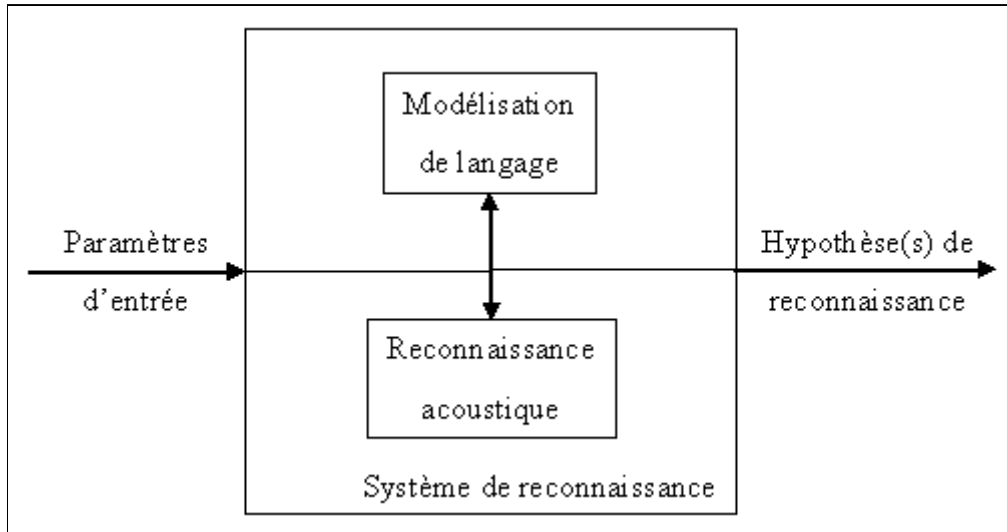 Modélisation
de langage
Paramètres
d'entrée
Hypothèse(s) de
reconnaissance
Reconnaissance
acoustique
Système de reconnaissance